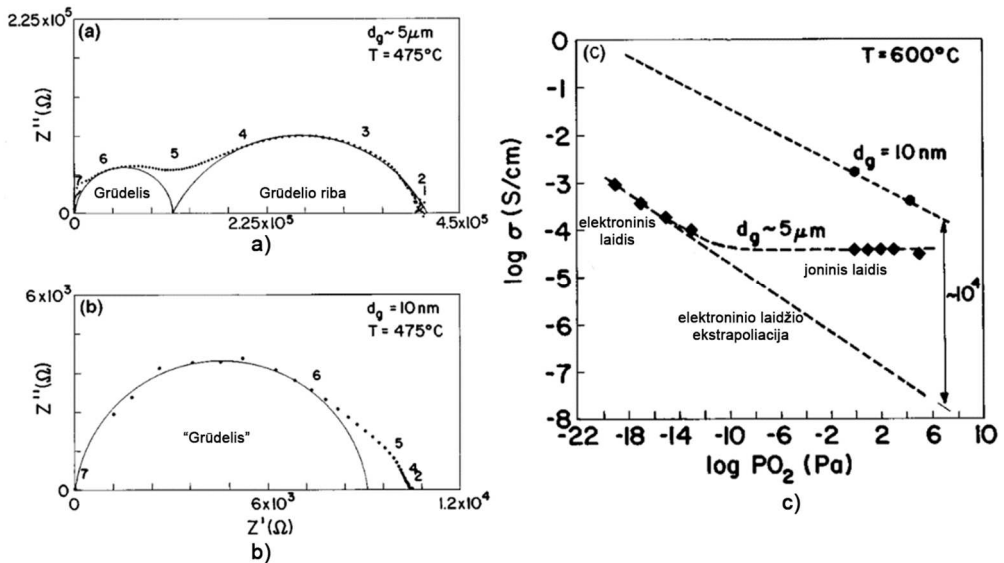 2.25x10⁵
(a)
d_g ~ 5μm
T = 475°C
Z''(Ω)
7
6
5
4
3
2
1
Grūdelis
Grūdelio riba
0
0
2.25x10⁵
4.5x10⁵
a)
6x10³
(b)
d_g = 10nm
T = 475°C
Z''(Ω)
6
5
4
2
7
"Grūdelis"
0
0
6x10³
1.2x10⁴
Z'(Ω)
b)
(c)
T = 600°C
0
-1
-2
-3
-4
-5
-6
-7
-8
log σ (S/cm)
d_g = 10 nm
d_g ~ 5μm
elektroninis
laidis
joninis laidis
elektroninio laidžio
ekstrapoliacija
~10⁴
-22 -18 -14 -10 -6 -2 2 6 10
log PO₂ (Pa)
c)